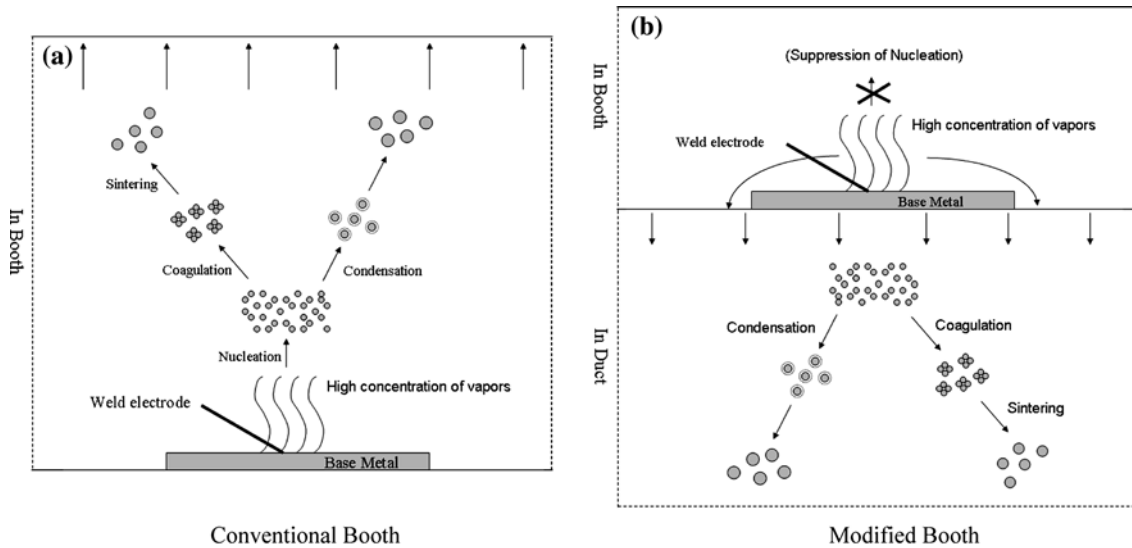 (a)
In Booth
Sintering
Coagulation
Condensation
Nucleation
High concentration of vapors
Weld electrode
Base Metal
Conventional Booth
(b)
In Booth
(Suppression of Nucleation)
High concentration of vapors
Weld electrode
Base Metal
In Duct
Condensation
Coagulation
Sintering
Modified Booth